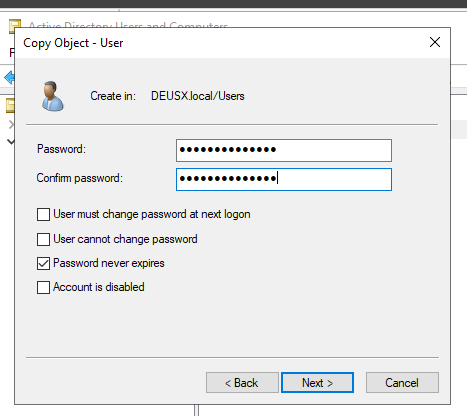 Active Directory Users and Computers
Copy Object - User
Create in: DEUSX.local/Users
Password: ●●●●●●●●●●●●●●
Confirm password: ●●●●●●●●●●●●●●
User must change password at next logon
User cannot change password
Password never expires
Account is disabled
< Back Next > Cancel